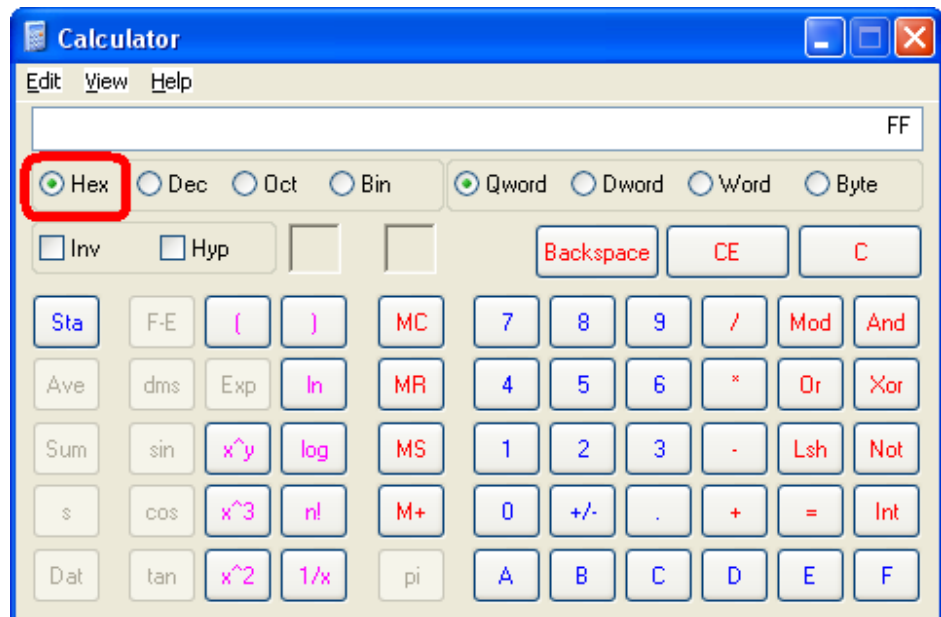 Calculator
Edit View Help
FF
Hex Dec Oct Bin Qword Dword Word Byte
Inv Hyp Backspace CE C
Sta F-E ( ) MC 7 8 9 / Mod And
Ave dms Exp ln MR 4 5 6 * Or Xor
Sum sin x^y log MS 1 2 3 - Lsh Not
s cos x^3 n! M+ 0 +/- . + = Int
Dat tan x^2 1/x pi A B C D E F